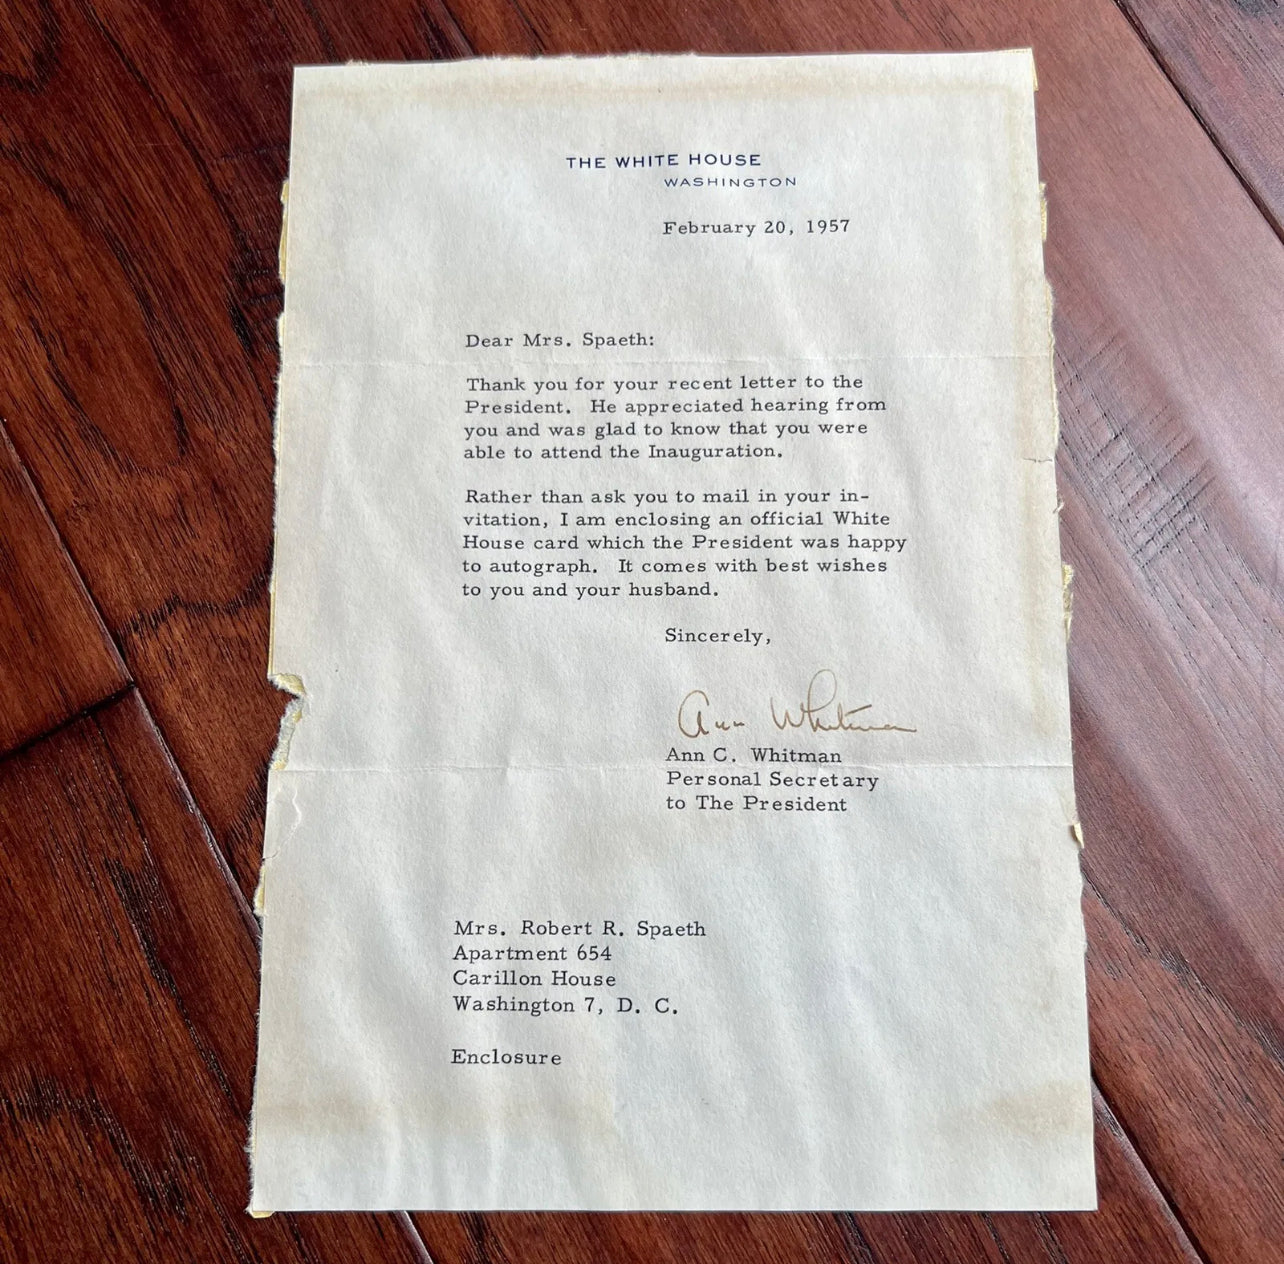 THE WHITE HOUSE
WASHINGTON
February 20, 1957
Dear Mrs. Spaeth:
Thank you for your recent letter to the
President. He appreciated hearing from
you and was glad to know that you were
able to attend the Inauguration.
Rather than ask you to mail in your in-
vitation, I am enclosing an official White
House card which the President was happy
to autograph. It comes with best wishes
to you and your husband.
Sincerely,
Ann Whitman
Ann C. Whitman
Personal Secretary
to The President
Mrs. Robert R. Spaeth
Apartment 654
Carillon House
Washington 7, D. C.
Enclosure